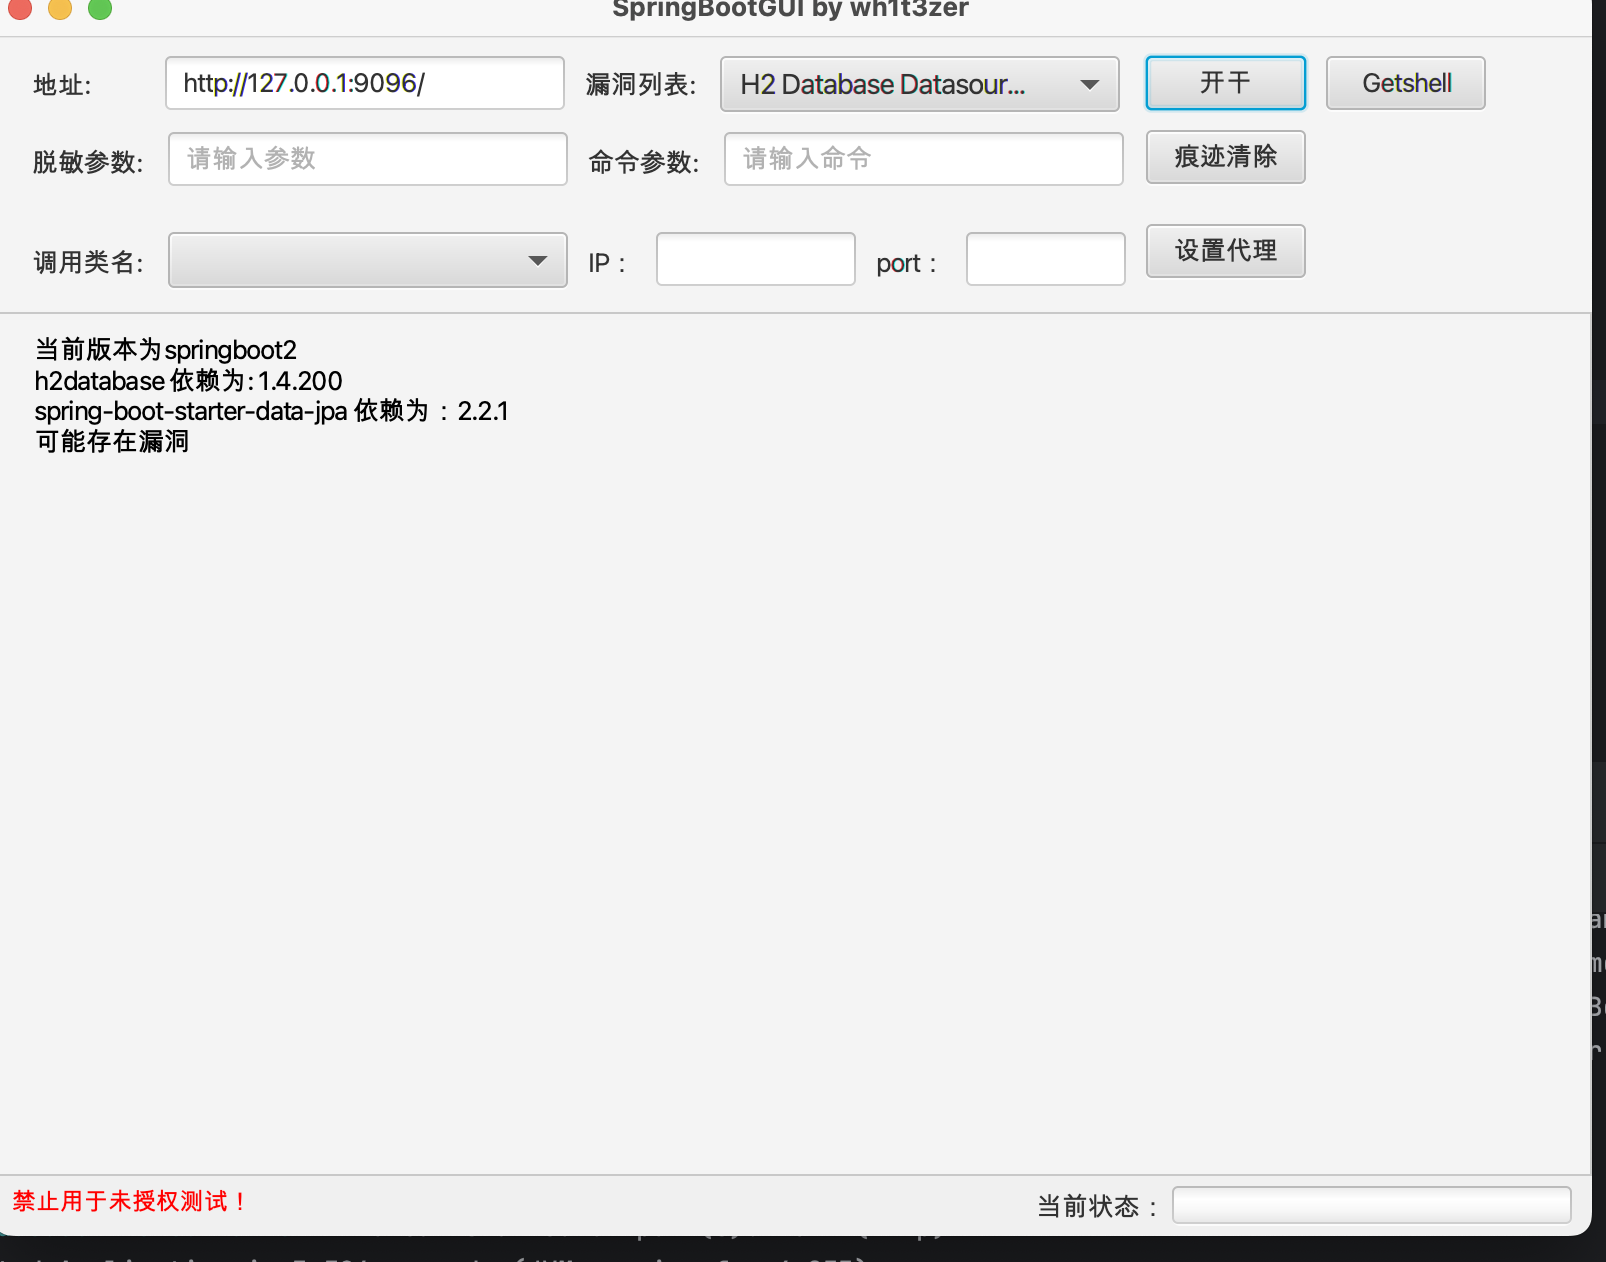 SpringBootGUI by wh1t3zer
地址: http://127.0.0.1:9096/ 漏洞列表: H2 Database Datasour... 开干 Getshell
脱敏参数: 请输入参数 命令参数: 请输入命令 痕迹清除
调用类名: IP： port： 设置代理
当前版本为springboot2
h2database 依赖为: 1.4.200
spring-boot-starter-data-jpa 依赖为：2.2.1
可能存在漏洞
禁止用于未授权测试！ 当前状态：